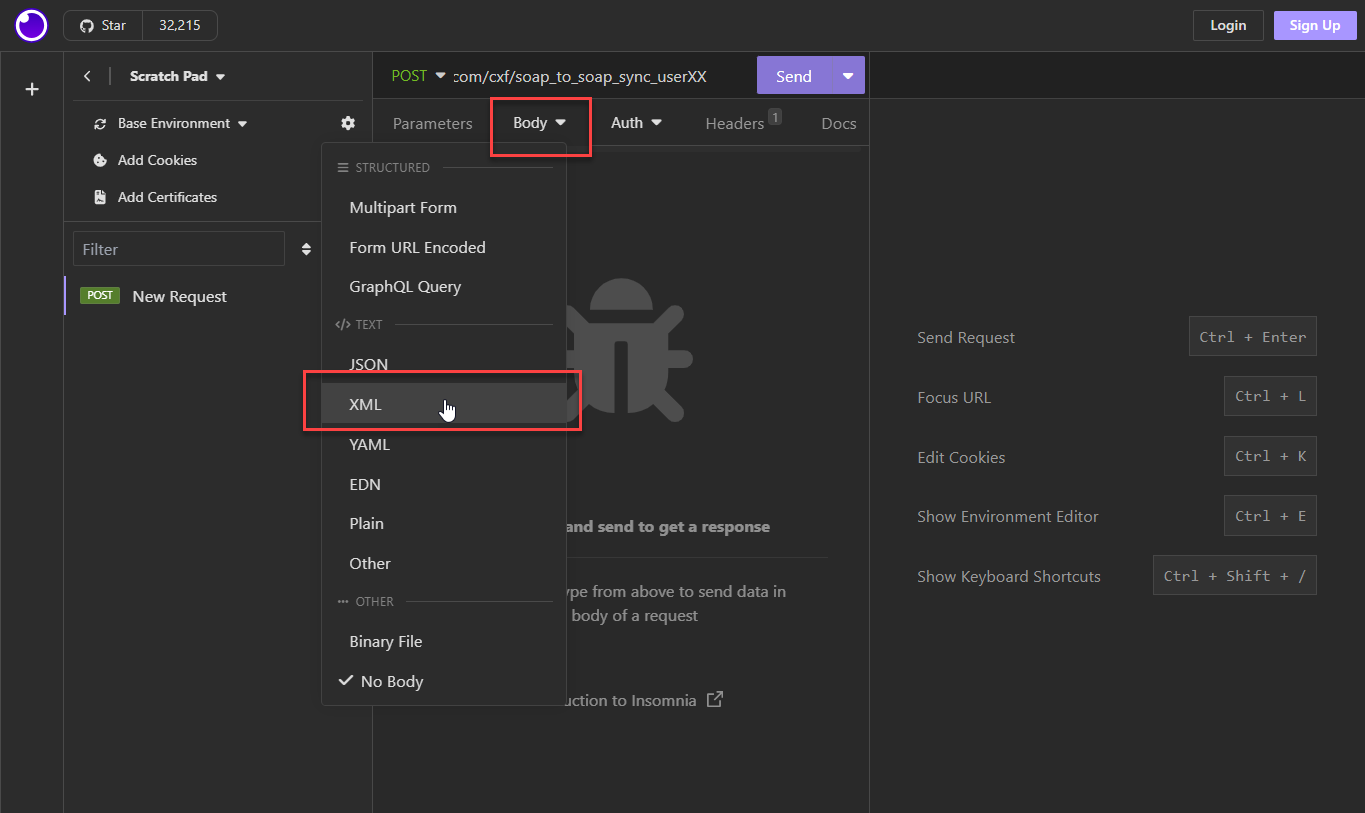 Star 32,215
Login
Sign Up
Scratch Pad
POST com/cxf/soap_to_soap_sync_userXX
Send
Base Environment
Add Cookies
Add Certificates
Parameters
Body
Auth
Headers 1
Docs
Filter
POST New Request
STRUCTURED
Multipart Form
Form URL Encoded
GraphQL Query
TEXT
JSON
XML
YAML
EDN
Plain
Other
OTHER
Binary File
No Body
and send to get a response
from above to send data in
body of a request
to Insomnia
Send Request Ctrl + Enter
Focus URL Ctrl + L
Edit Cookies Ctrl + K
Show Environment Editor Ctrl + E
Show Keyboard Shortcuts Ctrl + Shift + /